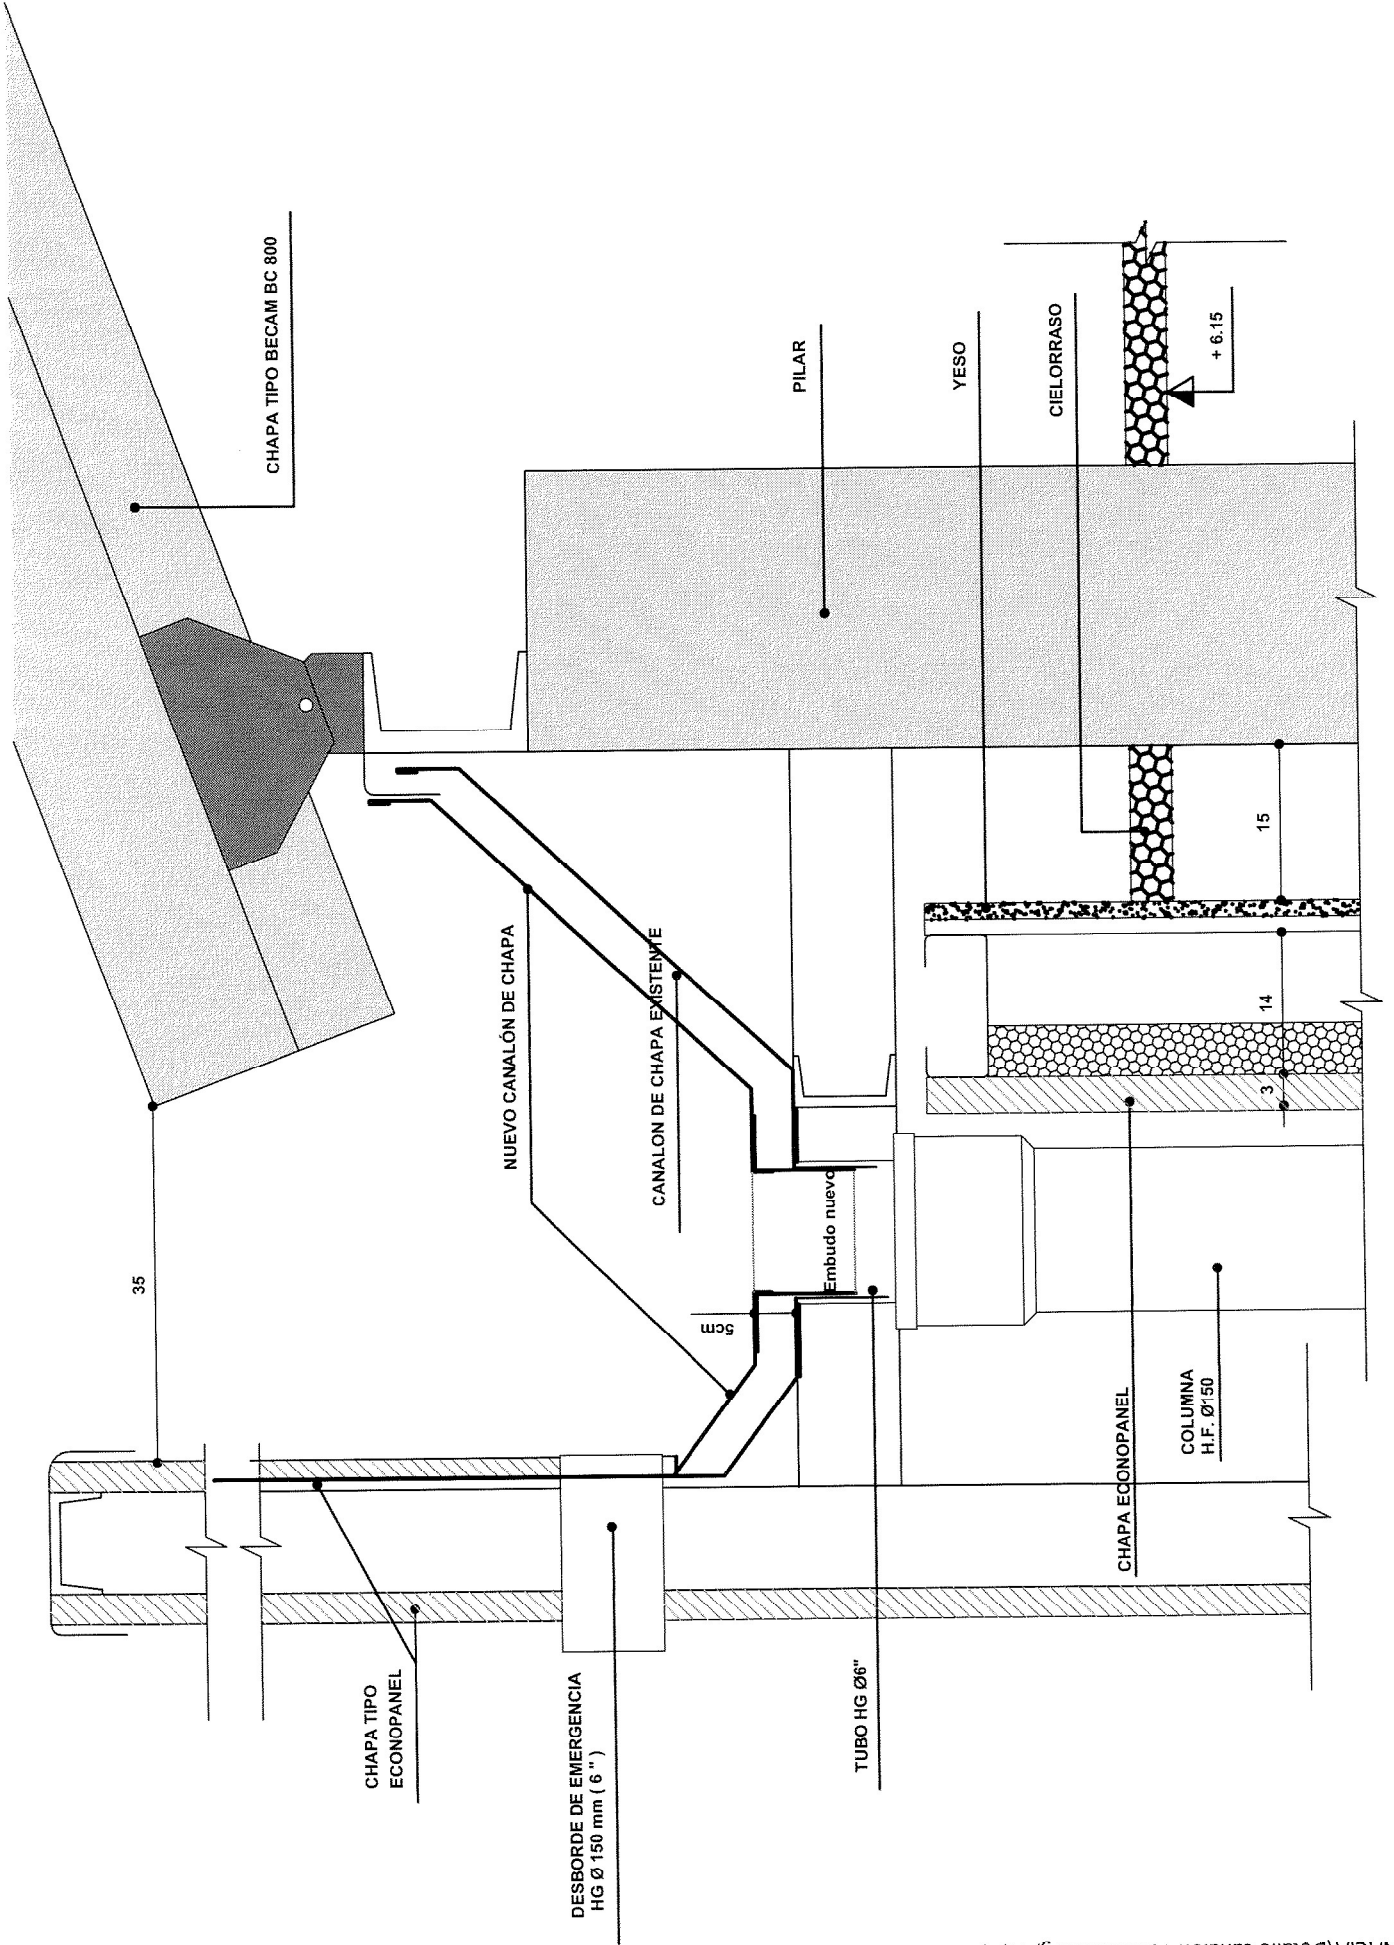 CHAPA TIPO BECAM BC 800
PILAR
YESO
CIELORRASO
+ 6.15
35
NUEVO CANALÓN DE CHAPA
CANALON DE CHAPA EXISTENTE
15
14
3
5cm
Embudo nuevo
CHAPA TIPO
ECONOPANEL
DESBORDE DE EMERGENCIA
HG Ø 150 mm ( 6 " )
TUBO HG Ø6"
CHAPA ECONOPANEL
COLUMNA
H.F. Ø150